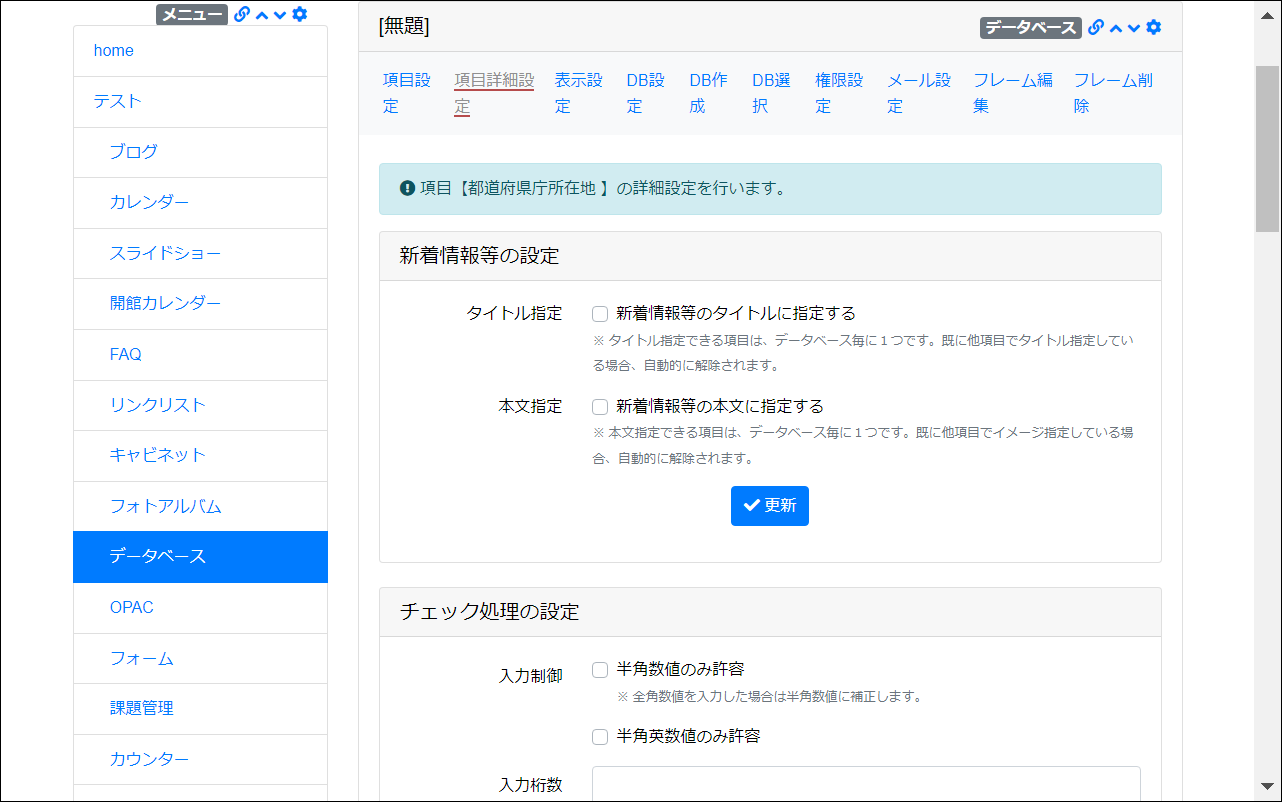 メニュー
home
テスト
ブログ
カレンダー
スライドショー
開館カレンダー
FAQ
リンクリスト
キャビネット
フォトアルバム
データベース
OPAC
フォーム
課題管理
カウンター
[無題]
データベース
項目設定
項目詳細設定
表示設定
DB設定
DB作成
DB選択
権限設定
メール設定
フレーム編集
フレーム削除
項目【都道府県庁所在地 】の詳細設定を行います。
新着情報等の設定
タイトル指定
新着情報等のタイトルに指定する
※ タイトル指定できる項目は、データベース毎に１つです。既に他項目でタイトル指定してい
る場合、自動的に解除されます。
本文指定
新着情報等の本文に指定する
※ 本文指定できる項目は、データベース毎に１つです。既に他項目でイメージ指定している場
合、自動的に解除されます。
更新
チェック処理の設定
入力制御
半角数値のみ許容
※ 全角数値を入力した場合は半角数値に補正します。
半角英数値のみ許容
入力桁数